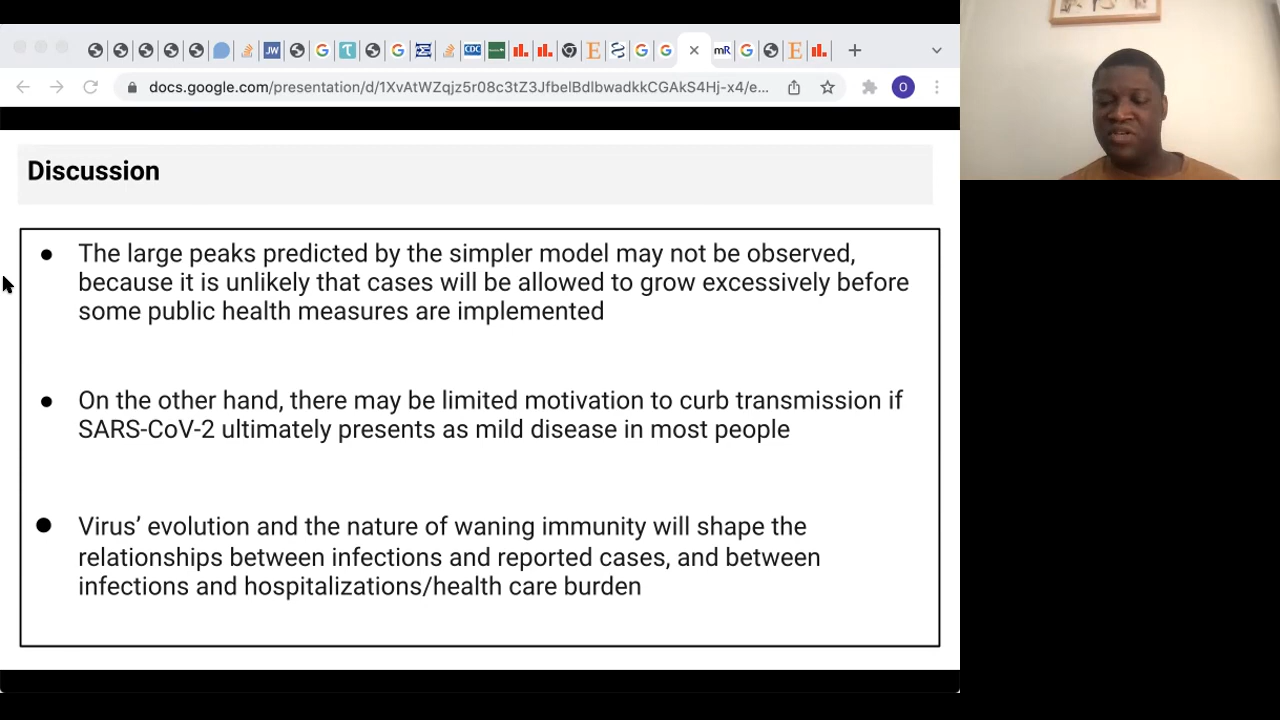 JW
CDC
mR
docs.google.com/presentation/d/1XvAtWZqjz5r08c3tZ3JfbelBdlbwadkkCGAkS4Hj-x4/e...
O
Discussion
● The large peaks predicted by the simpler model may not be observed,
because it is unlikely that cases will be allowed to grow excessively before
some public health measures are implemented
● On the other hand, there may be limited motivation to curb transmission if
SARS-CoV-2 ultimately presents as mild disease in most people
● Virus’ evolution and the nature of waning immunity will shape the
relationships between infections and reported cases, and between
infections and hospitalizations/health care burden